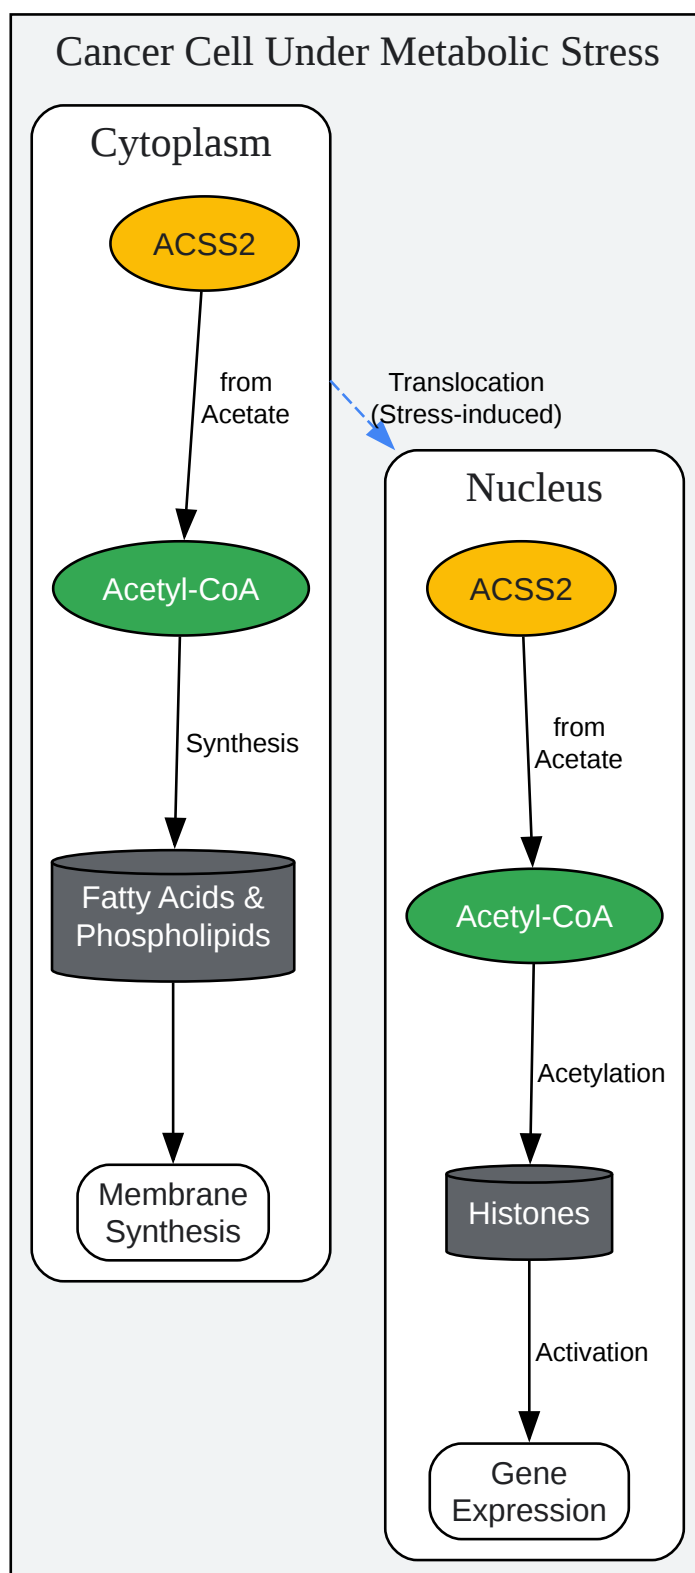 Cancer Cell Under Metabolic Stress
Cytoplasm
ACSS2
from
Acetate
Acetyl-CoA
Synthesis
Fatty Acids &
Phospholipids
Membrane
Synthesis
Translocation
(Stress-induced)
Nucleus
ACSS2
from
Acetate
Acetyl-CoA
Acetylation
Histones
Activation
Gene
Expression